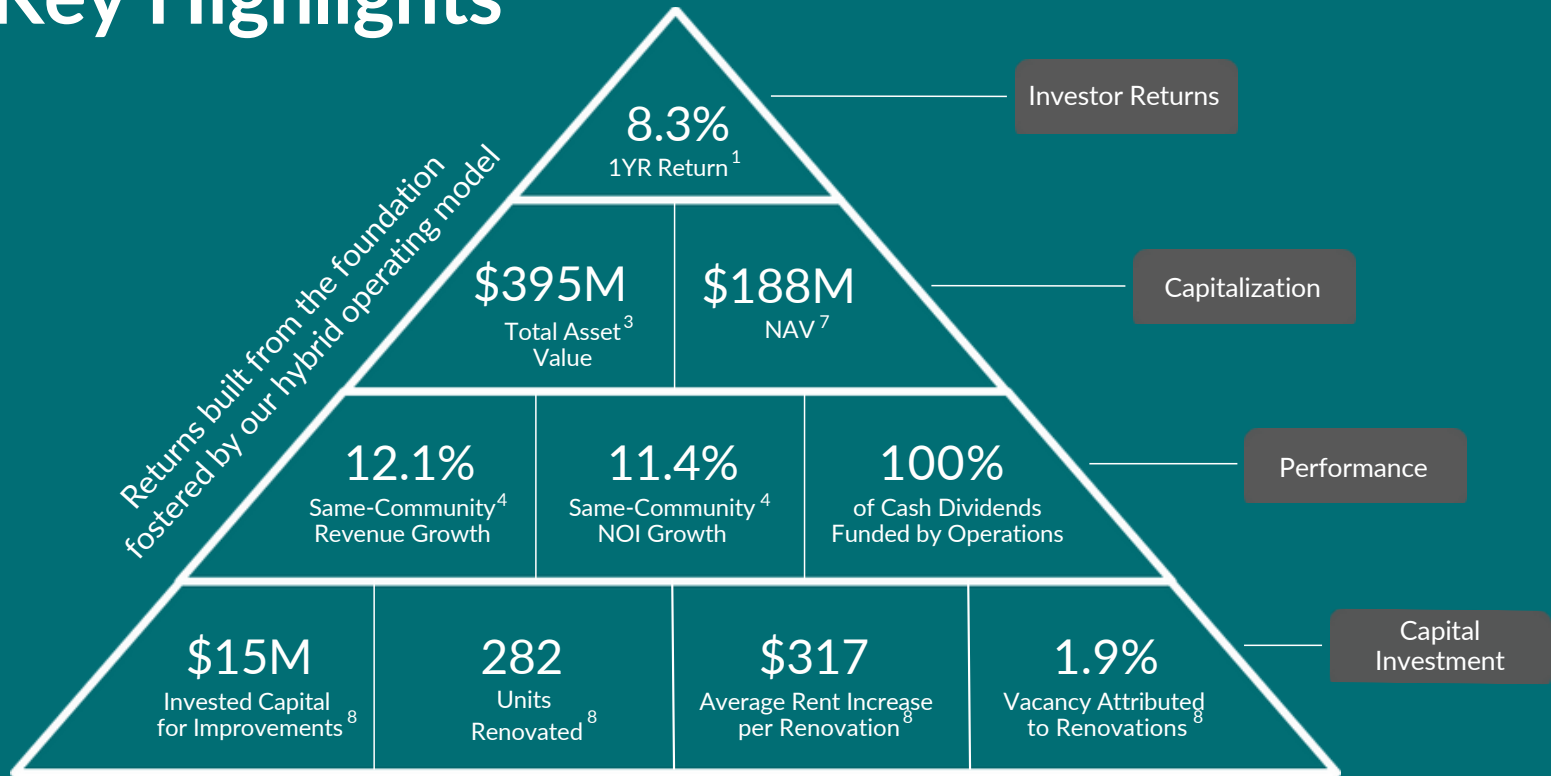 Key Highlights
8.3%
1YR Return 1
Investor Returns
Returns built from the foundation
fostered by our hybrid operating model
$395M
Total Asset 3
Value
$188M
NAV 7
Capitalization
12.1%
Same-Community 4
Revenue Growth
11.4%
Same-Community 4
NOI Growth
100%
of Cash Dividends
Funded by Operations
Performance
$15M
Invested Capital
for Improvements 8
282
Units
Renovated 8
$317
Average Rent Increase
per Renovation 8
1.9%
Vacancy Attributed
to Renovations 8
Capital
Investment